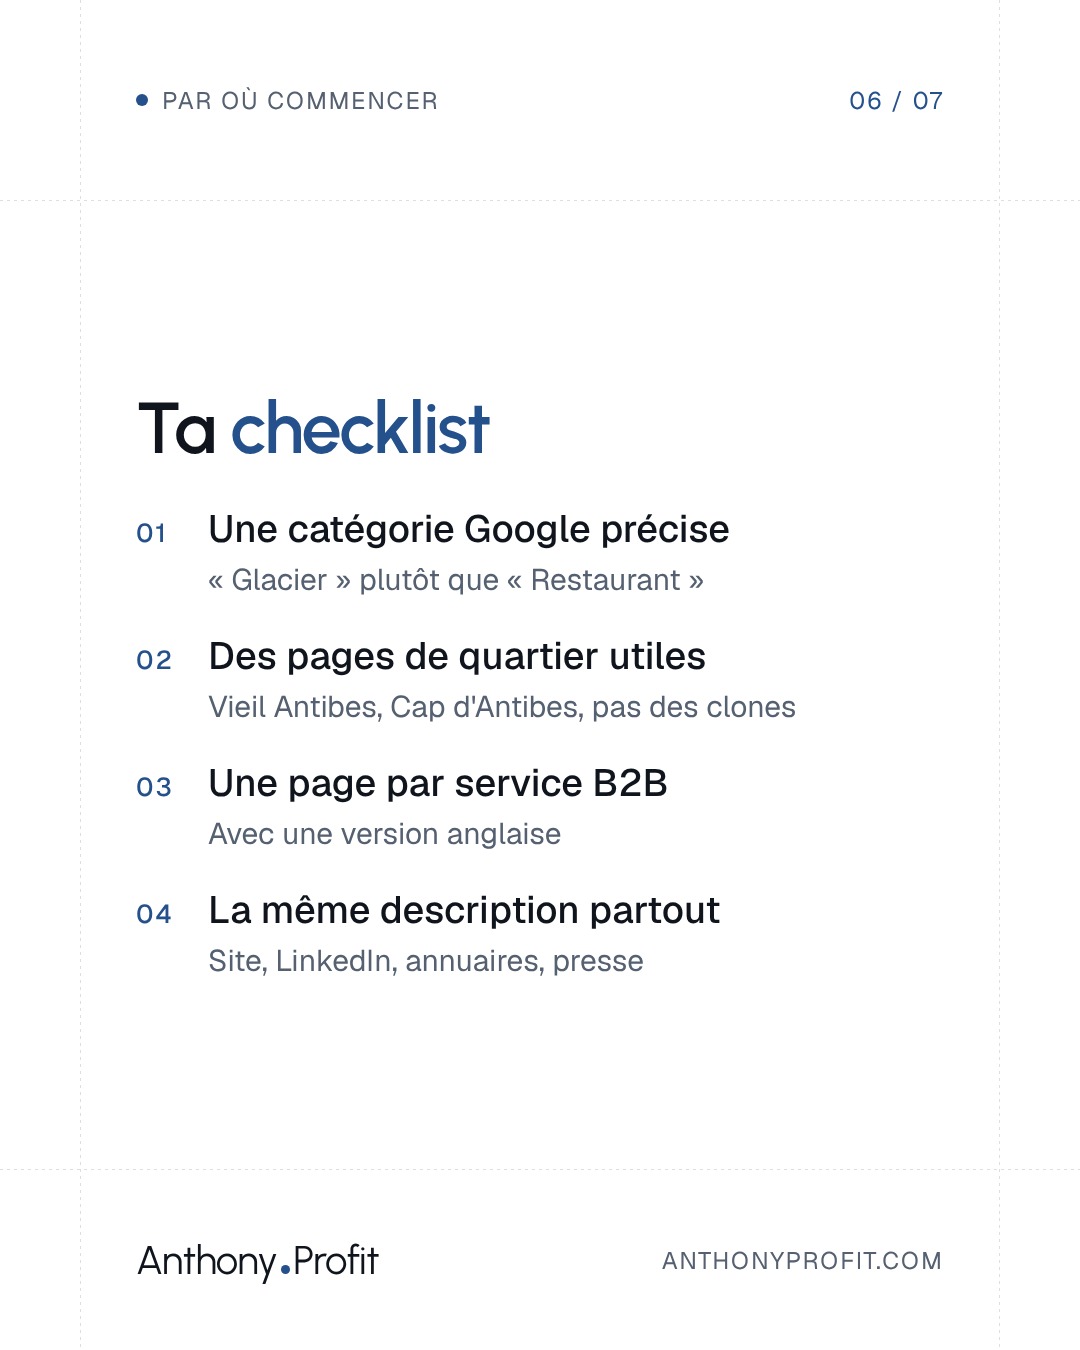 PAR OÙ COMMENCER
06 / 07
Ta checklist
01 Une catégorie Google précise
« Glacier » plutôt que « Restaurant »
02 Des pages de quartier utiles
Vieil Antibes, Cap d'Antibes, pas des clones
03 Une page par service B2B
Avec une version anglaise
04 La même description partout
Site, LinkedIn, annuaires, presse
Anthony.Profit
ANTHONYPROFIT.COM